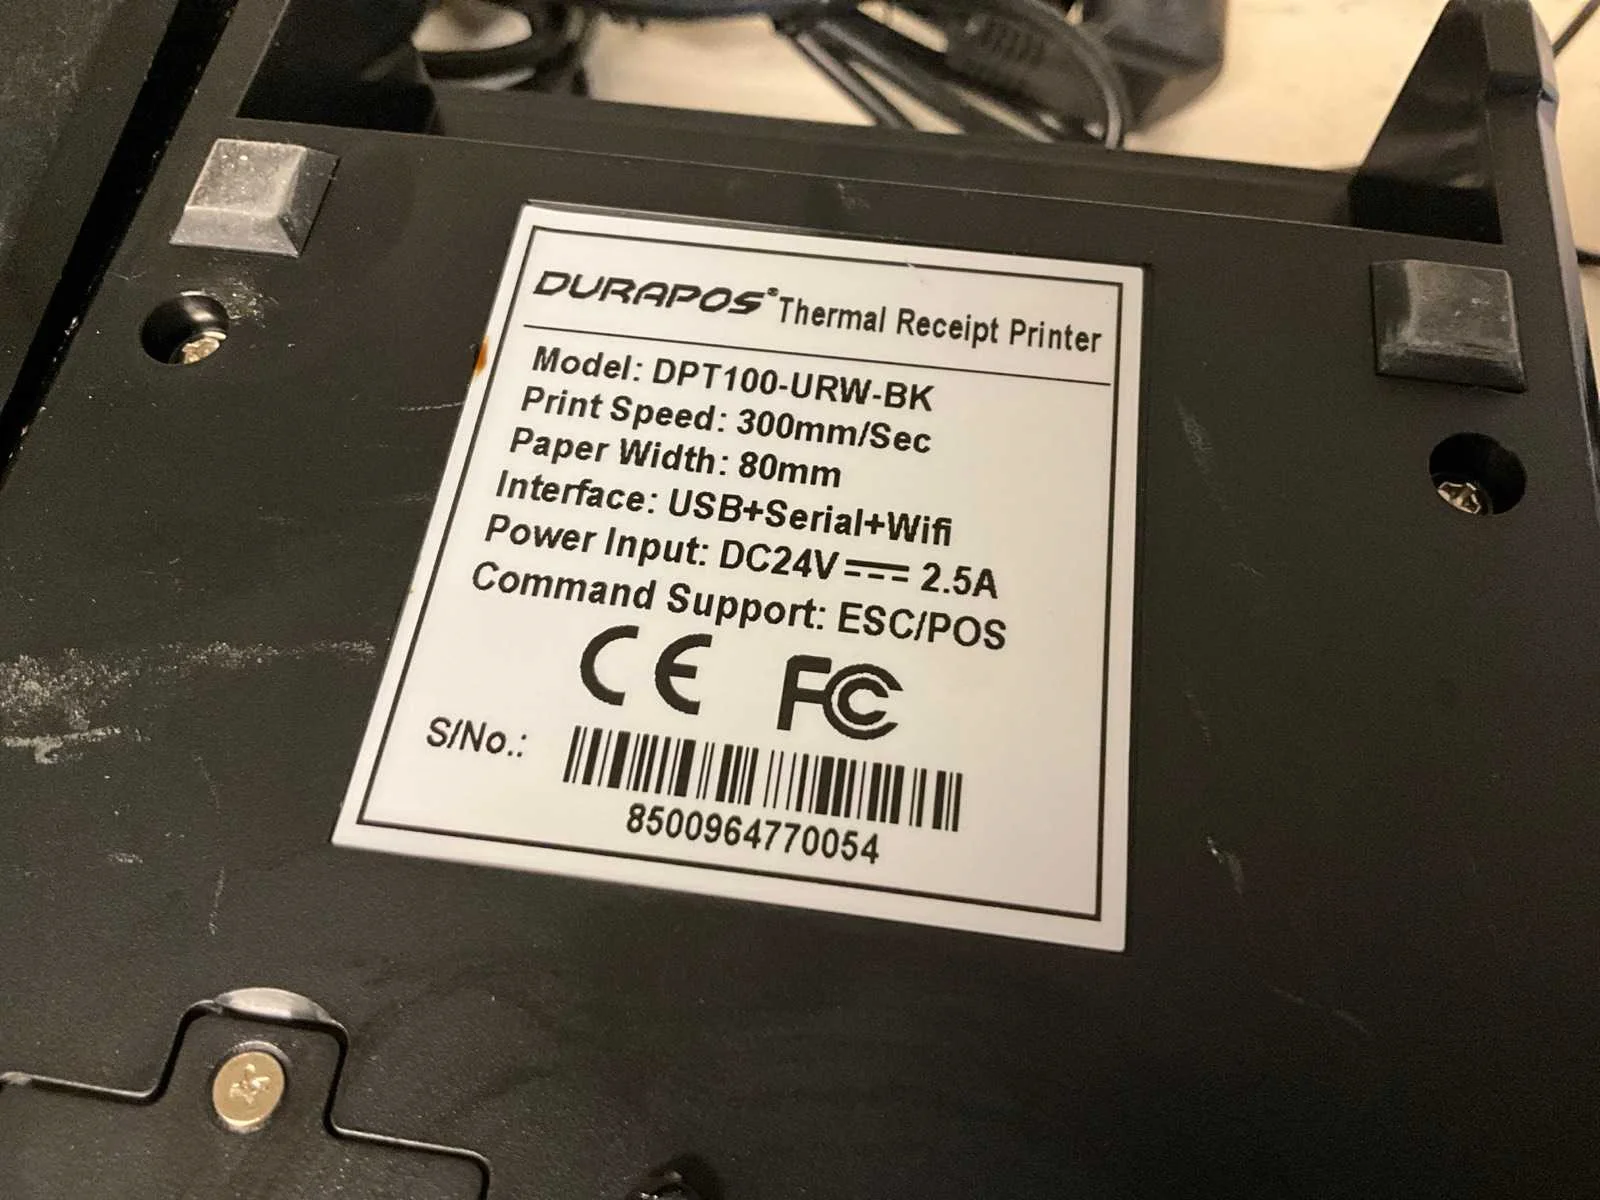 DURAPOS® Thermal Receipt Printer
Model: DPT100-URW-BK
Print Speed: 300mm/Sec
Paper Width: 80mm
Interface: USB+Serial+Wifi
Power Input: DC24V⎓2.5A
Command Support: ESC/POS
CE FC
S/No.:
8500964770054